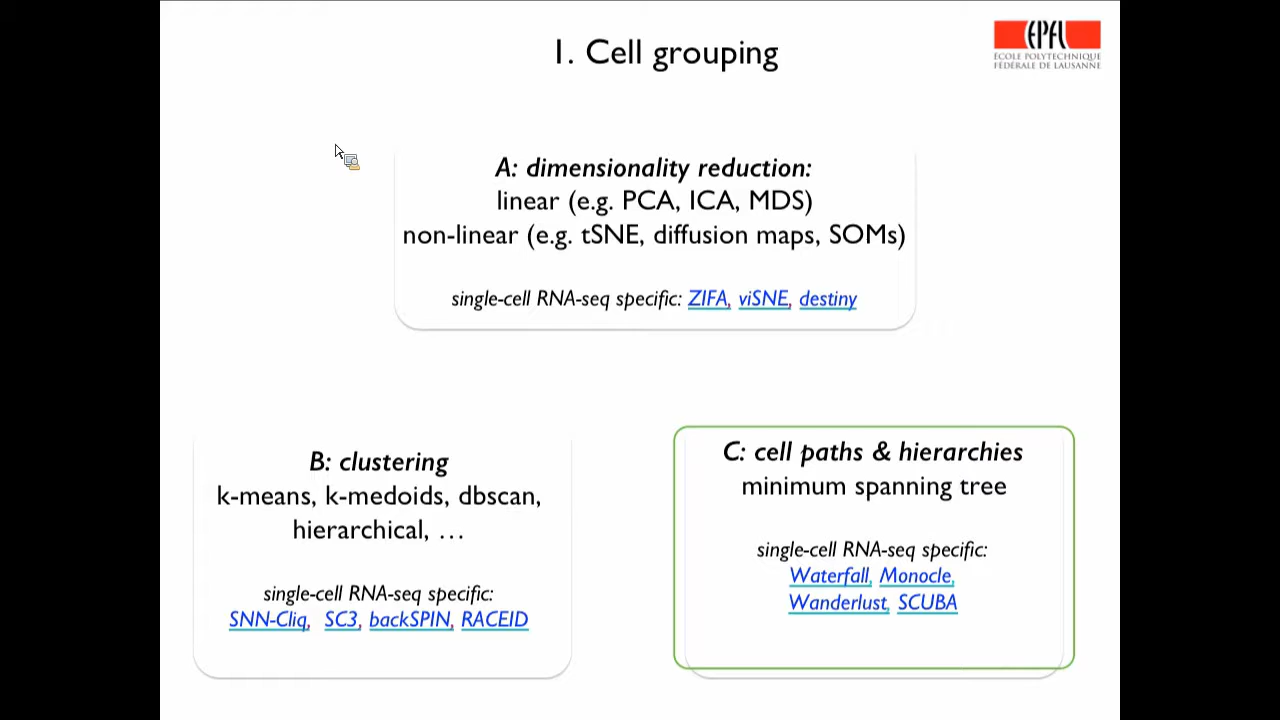 1. Cell grouping
EPFL
ÉCOLE POLYTECHNIQUE
FÉDÉRALE DE LAUSANNE
A: dimensionality reduction:
linear (e.g. PCA, ICA, MDS)
non-linear (e.g. tSNE, diffusion maps, SOMs)
single-cell RNA-seq specific: ZIFA, viSNE, destiny
B: clustering
k-means, k-medoids, dbscan,
hierarchical, …
single-cell RNA-seq specific:
SNN-Cliq, SC3, backSPIN, RACEID
C: cell paths & hierarchies
minimum spanning tree
single-cell RNA-seq specific:
Waterfall, Monocle,
Wanderlust, SCUBA